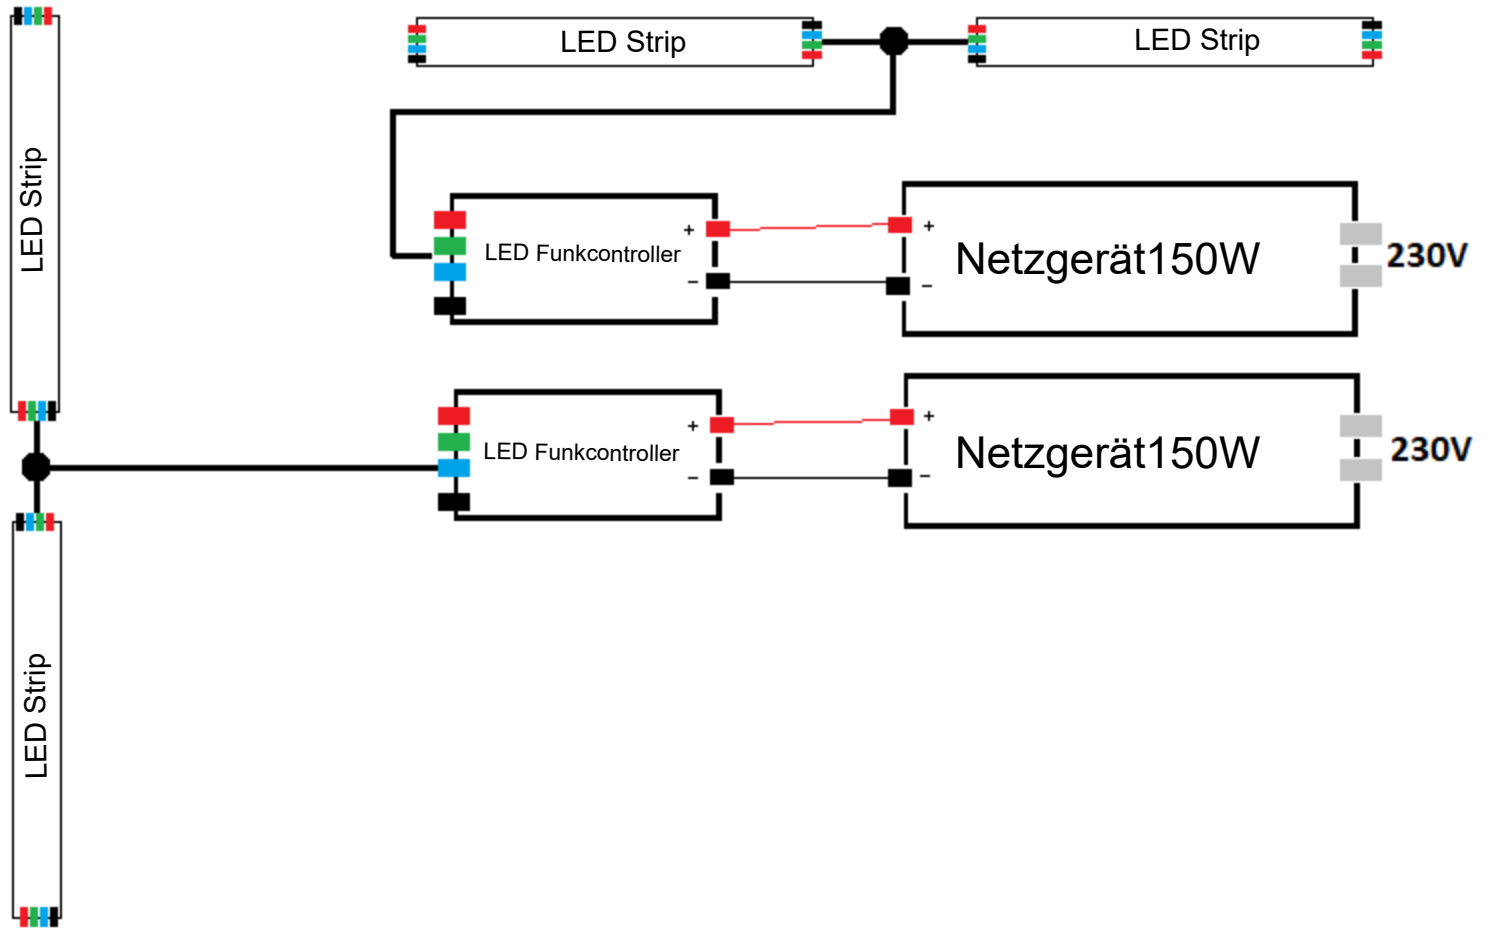 LED Strip
LED Strip
LED Strip
LED Funkcontroller
+
−
+
−
Netzgerät150W
230V
LED Funkcontroller
+
−
+
−
Netzgerät150W
230V
LED Strip